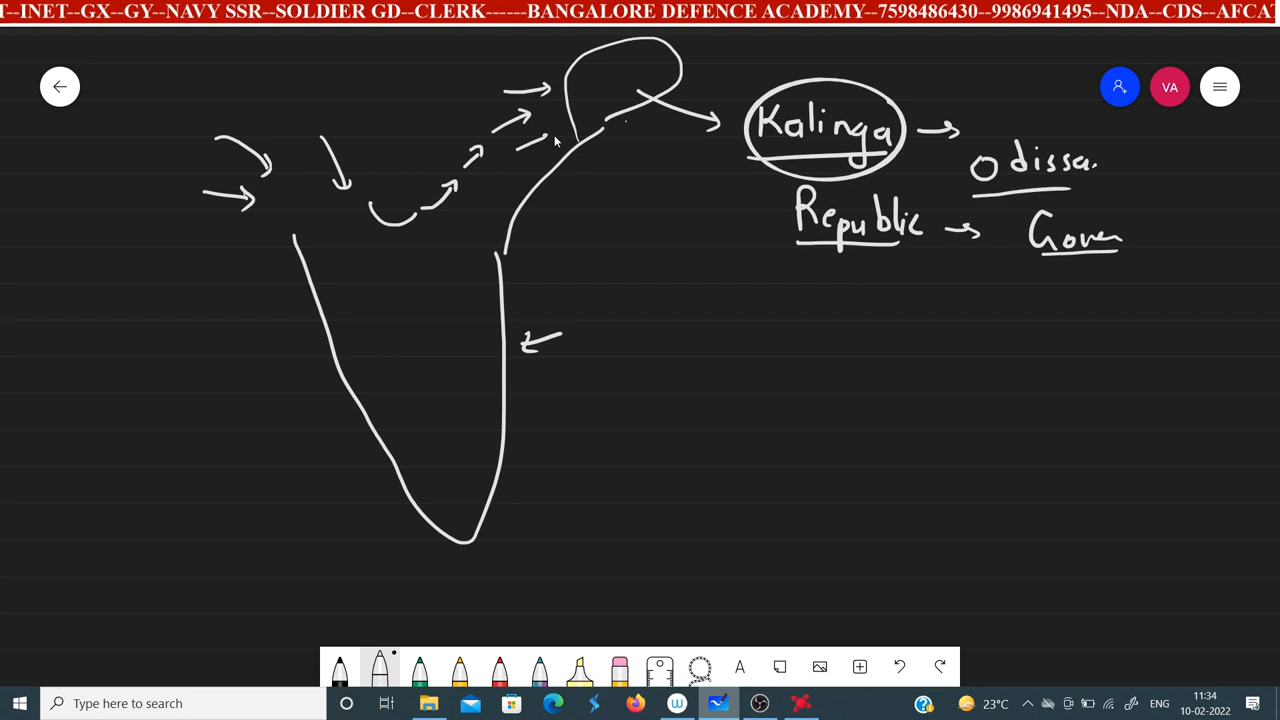 T--INET--GX--GY--NAVY SSR--SOLDIER GD--CLERK------BANGALORE DEFENCE ACADEMY--7598486430--9986941495--NDA--CDS--AFCAT
VA
Kalinga →
Odissa.
Republic → Goven
A
Type here to search
W
23°C
ENG
11:34
10-02-2022